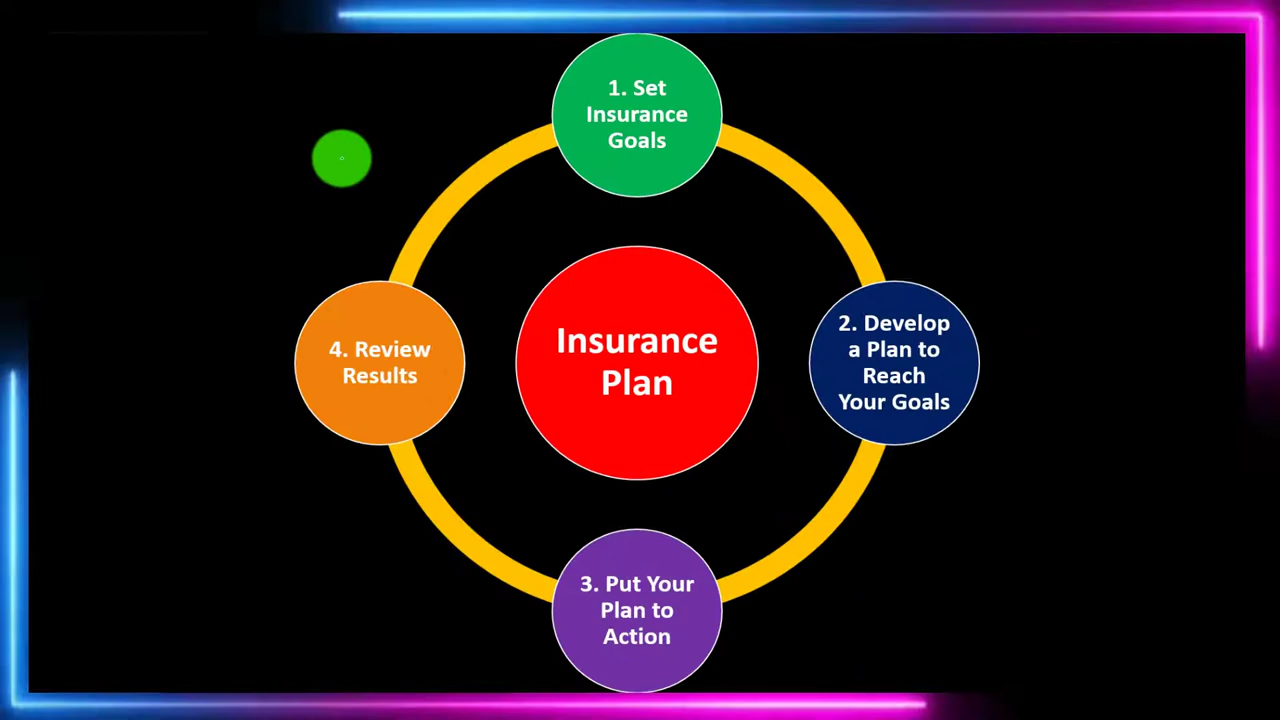 1. Set
Insurance
Goals
Insurance
Plan
2. Develop
a Plan to
Reach
Your Goals
4. Review
Results
3. Put Your
Plan to
Action